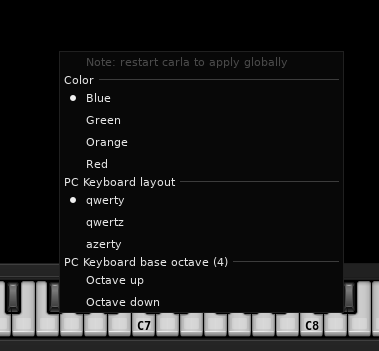 Note: restart carla to apply globally
Color
Blue
Green
Orange
Red
PC Keyboard layout
qwerty
qwertz
azerty
PC Keyboard base octave (4)
Octave up
Octave down
C7 C8